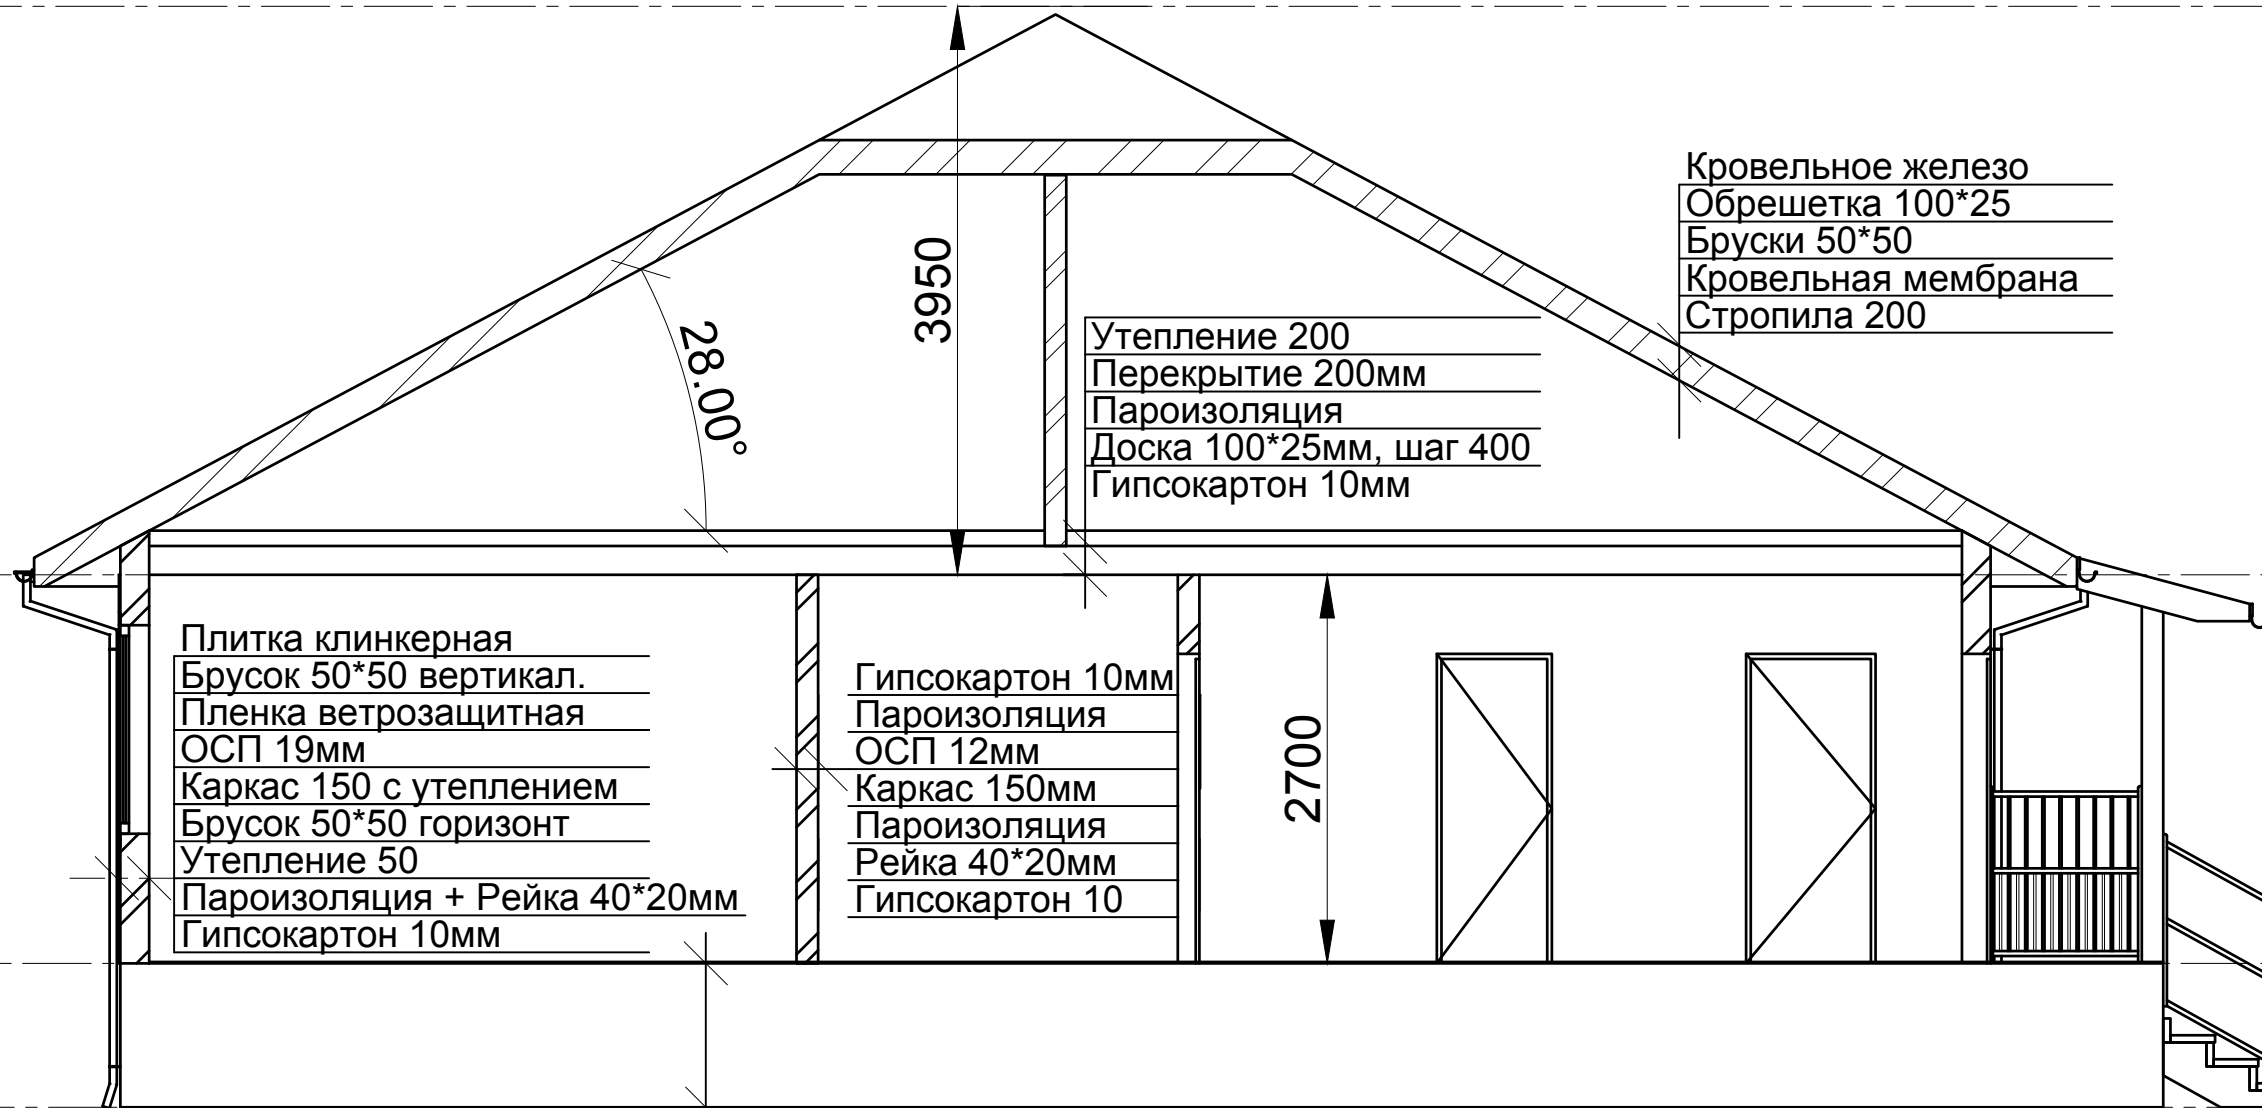 Кровельное железо
Обрешетка 100*25
Бруски 50*50
Кровельная мембрана
Стропила 200
3950
28.00°
Утепление 200
Перекрытие 200мм
Пароизоляция
Доска 100*25мм, шаг 400
Гипсокартон 10мм
Плитка клинкерная
Брусок 50*50 вертикал.
Пленка ветрозащитная
ОСП 19мм
Каркас 150 с утеплением
Брусок 50*50 горизонт
Утепление 50
Пароизоляция + Рейка 40*20мм
Гипсокартон 10мм
Гипсокартон 10мм
Пароизоляция
ОСП 12мм
Каркас 150мм
Пароизоляция
Рейка 40*20мм
Гипсокартон 10
2700